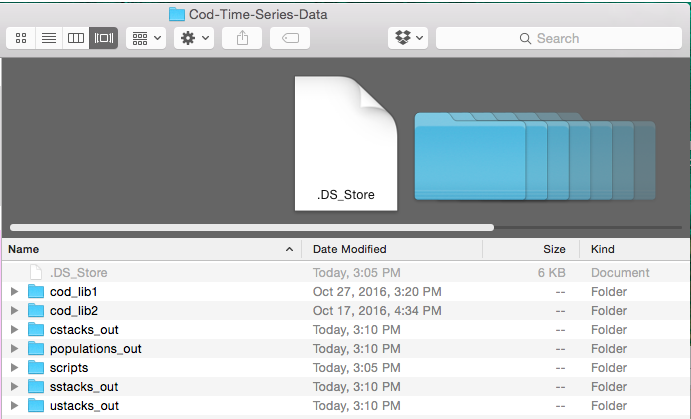 Cod-Time-Series-Data
Search
.DS_Store
Name Date Modified Size Kind
.DS_Store Today, 3:05 PM 6 KB Document
cod_lib1 Oct 27, 2016, 3:20 PM -- Folder
cod_lib2 Oct 17, 2016, 4:34 PM -- Folder
cstacks_out Today, 3:10 PM -- Folder
populations_out Today, 3:10 PM -- Folder
scripts Today, 3:05 PM -- Folder
sstacks_out Today, 3:10 PM -- Folder
ustacks_out Today, 3:10 PM -- Folder